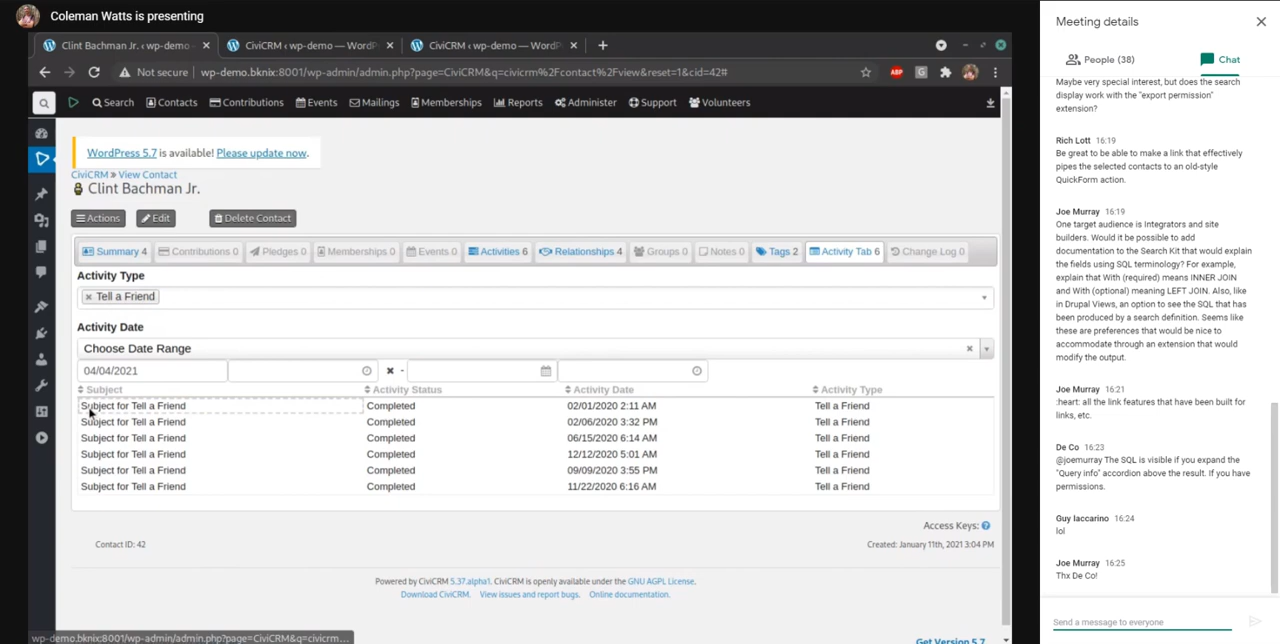 Coleman Watts is presenting
Clint Bachman Jr. ‹ wp-demo
CiviCRM ‹ wp-demo — WordP
CiviCRM ‹ wp-demo — WordP
Not secure
wp-demo.bknix:8001/wp-admin/admin.php?page=CiviCRM&q=civicrm%2Fcontact%2Fview&reset=1&cid=42#
ABP
G
Search Contacts Contributions Events Mailings Memberships Reports Administer Support Volunteers
WordPress 5.7 is available! Please update now.
CiviCRM » View Contact
Clint Bachman Jr.
Actions Edit Delete Contact
Summary 4 Contributions 0 Pledges 0 Memberships 0 Events 0 Activities 6 Relationships 4 Groups 0 Notes 0 Tags 2 Activity Tab 6 Change Log 0
Activity Type
× Tell a Friend
Activity Date
Choose Date Range
04/04/2021 -
Subject Activity Status Activity Date Activity Type
Subject for Tell a Friend Completed 02/01/2020 2:11 AM Tell a Friend
Subject for Tell a Friend Completed 02/06/2020 3:32 PM Tell a Friend
Subject for Tell a Friend Completed 06/15/2020 6:14 AM Tell a Friend
Subject for Tell a Friend Completed 12/12/2020 5:01 AM Tell a Friend
Subject for Tell a Friend Completed 09/09/2020 3:55 PM Tell a Friend
Subject for Tell a Friend Completed 11/22/2020 6:16 AM Tell a Friend
Access Keys: ?
Contact ID: 42
Created: January 11th, 2021 3:04 PM
Powered by CiviCRM 5.37.alpha1. CiviCRM is openly available under the GNU AGPL License.
Download CiviCRM. View issues and report bugs. Online documentation.
wp-demo.bknix:8001/wp-admin/admin.php?page=CiviCRM&q=civicrm...
Get Version 5.7
Meeting details
People (38)
Chat
Maybe very special interest, but does the search
display work with the "export permission"
extension?
Rich Lott 16:19
Be great to be able to make a link that effectively
pipes the selected contacts to an old-style
QuickForm action.
Joe Murray 16:19
One target audience is Integrators and site
builders. Would it be possible to add
documentation to the Search Kit that would explain
the fields using SQL terminology? For example,
explain that With (required) means INNER JOIN
and With (optional) meaning LEFT JOIN. Also, like
in Drupal Views, an option to see the SQL that has
been produced by a search definition. Seems like
these are preferences that would be nice to
accommodate through an extension that would
modify the output.
Joe Murray 16:21
:heart: all the link features that have been built for
links, etc.
De Co 16:23
@joemurray The SQL is visible if you expand the
"Query info" accordion above the result. If you have
permissions.
Guy Iaccarino 16:24
lol
Joe Murray 16:25
Thx De Co!
Send a message to everyone